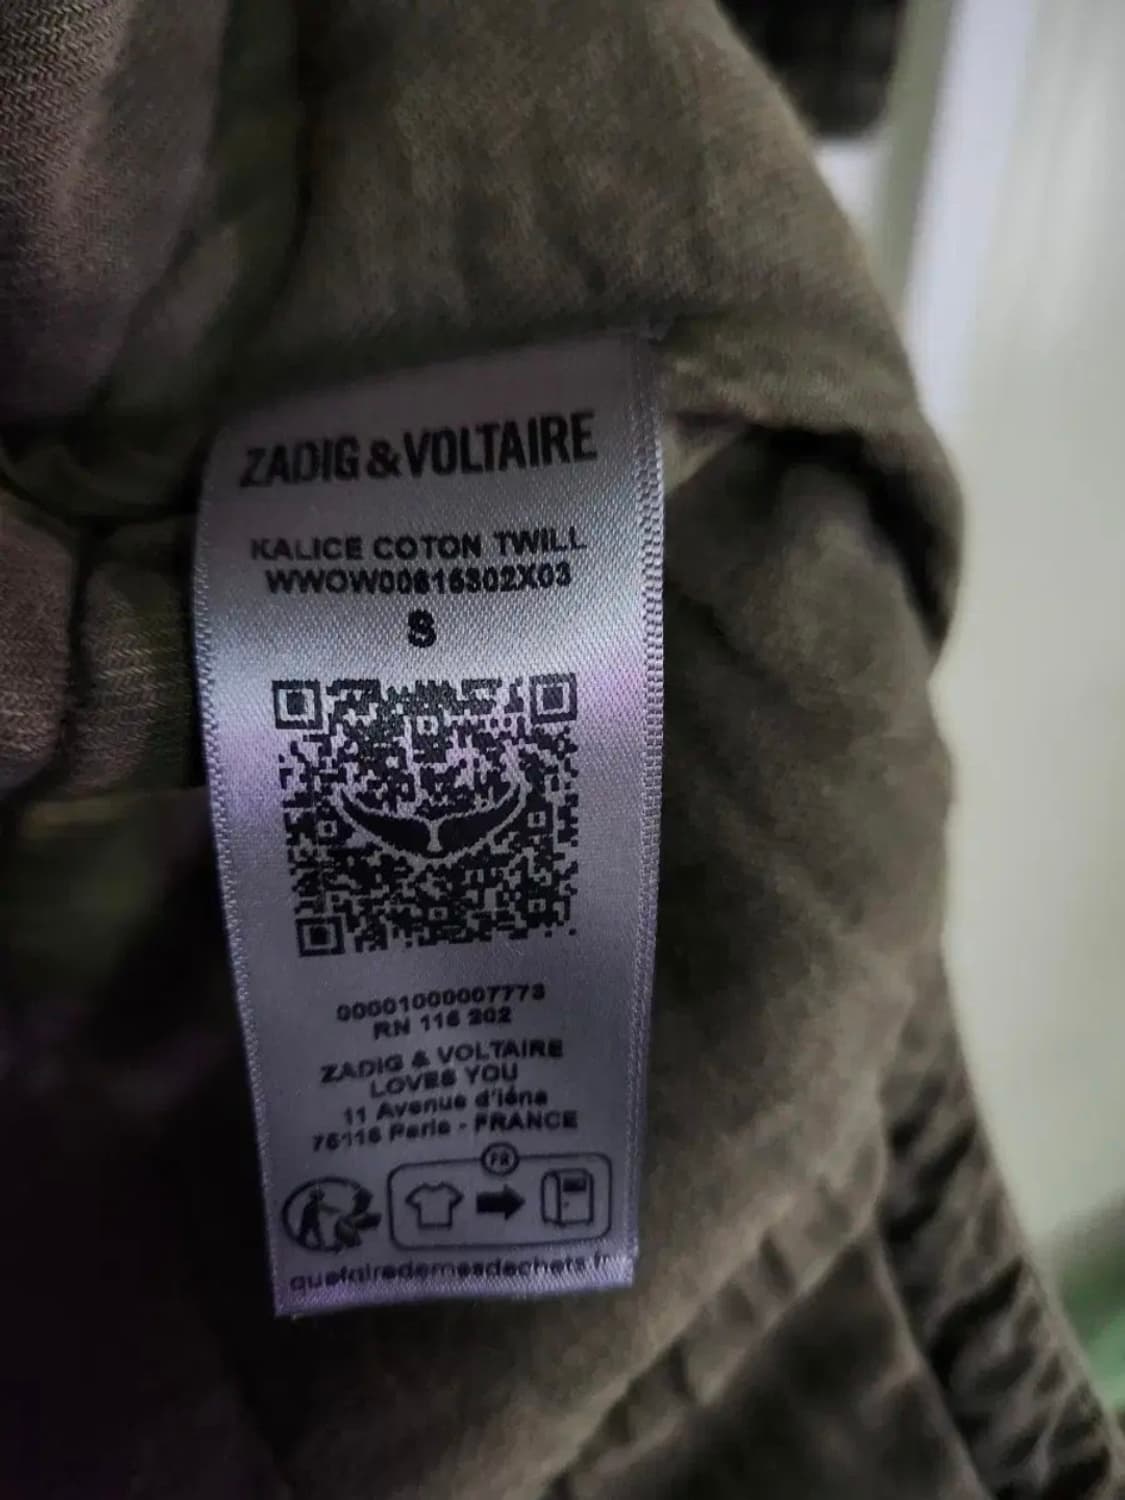 ZADIG & VOLTAIRE
KALICE COTON TWILL
WWOW00816302X03
S
00001000007773
RN 116 202
ZADIG & VOLTAIRE
LOVES YOU
11 Avenue d'iéna
75116 Paris - FRANCE
FR
quefairedemesdechets.fr